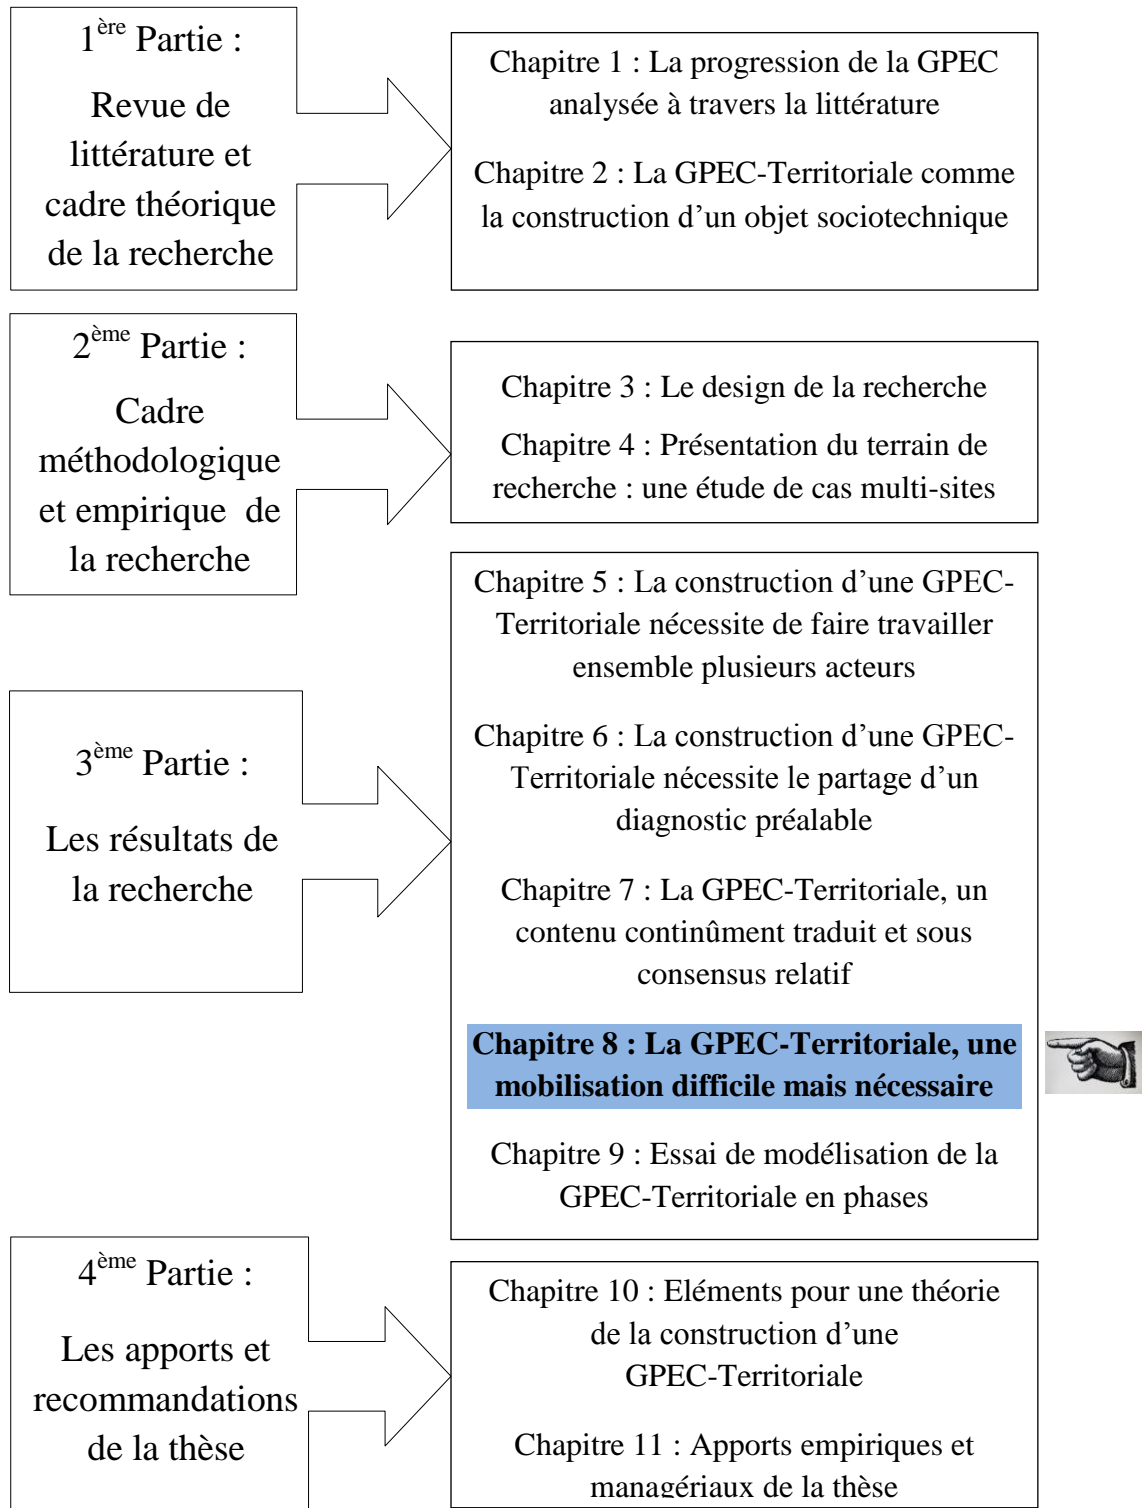 1ère Partie :
Revue de
littérature et
cadre théorique
de la recherche
Chapitre 1 : La progression de la GPEC
analysée à travers la littérature
Chapitre 2 : La GPEC-Territoriale comme
la construction d’un objet sociotechnique
2ème Partie :
Cadre
méthodologique
et empirique de
la recherche
Chapitre 3 : Le design de la recherche
Chapitre 4 : Présentation du terrain de
recherche : une étude de cas multi-sites
3ème Partie :
Les résultats de
la recherche
Chapitre 5 : La construction d’une GPEC-
Territoriale nécessite de faire travailler
ensemble plusieurs acteurs
Chapitre 6 : La construction d’une GPEC-
Territoriale nécessite le partage d’un
diagnostic préalable
Chapitre 7 : La GPEC-Territoriale, un
contenu continûment traduit et sous
consensus relatif
Chapitre 8 : La GPEC-Territoriale, une
mobilisation difficile mais nécessaire
Chapitre 9 : Essai de modélisation de la
GPEC-Territoriale en phases
4ème Partie :
Les apports et
recommandations
de la thèse
Chapitre 10 : Eléments pour une théorie
de la construction d’une
GPEC-Territoriale
Chapitre 11 : Apports empiriques et
managériaux de la thèse